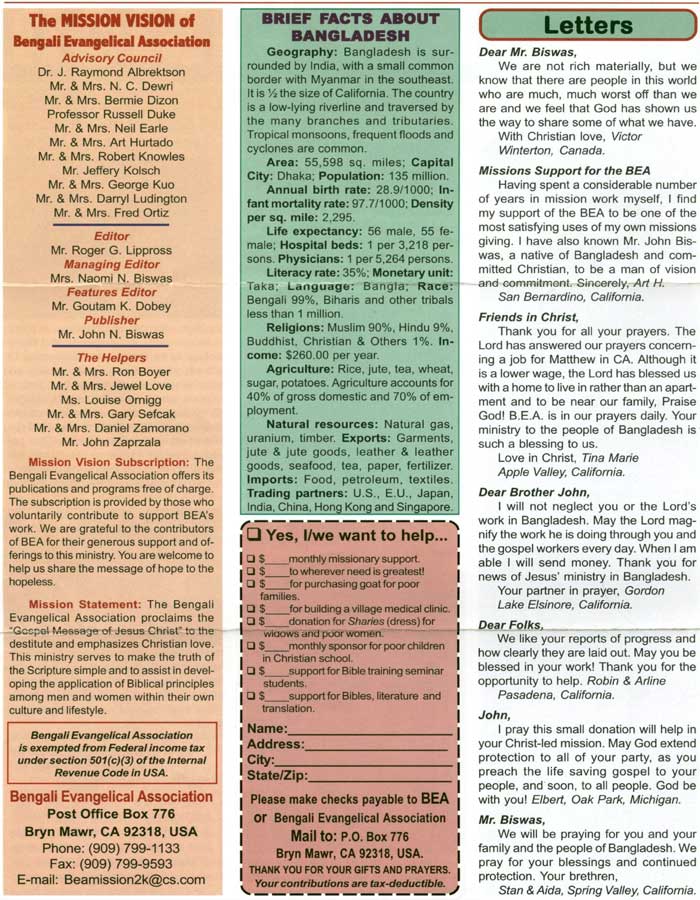 The MISSION VISION of
Bengali Evangelical Association
Advisory Council
Dr. J. Raymond Albrektson
Mr. & Mrs. N. C. Dewri
Mr. & Mrs. Bernie Dizon
Professor Russell Duke
Mr. & Mrs. Neil Earle
Mr. & Mrs. Art Hurtado
Mr. & Mrs. Robert Knowles
Mr. Jeffery Kolsch
Mr. & Mrs. George Kuo
Mr. & Mrs. Darryl Ludington
Mr. & Mrs. Fred Ortiz
Editor
Mr. Roger G. Lippross
Managing Editor
Mrs. Naomi N. Biswas
Features Editor
Mr. Goutam K. Dobey
Publisher
Mr. John N. Biswas
The Helpers
Mr. & Mrs. Ron Boyer
Mr. & Mrs. Jewel Love
Ms. Louise Ornigg
Mr. & Mrs. Gary Sefcak
Mr. & Mrs. Daniel Zamorano
Mr. John Zaprzala
Mission Vision Subscription: The
Bengali Evangelical Association offers its
publications and programs free of charge.
The subscription is provided by those who
voluntarily contribute to support BEA's
work. We are grateful to the contributors
of BEA for their generous support and of-
ferings to this ministry. You are welcome to
help us share the message of hope to the
hopeless.
Mission Statement: The Bengali
Evangelical Association proclaims the
"Gospel Message of Jesus Christ" to the
destitute and emphasizes Christian love.
This ministry serves to make the truth of
the Scripture simple and to assist in devel-
oping the application of Biblical principles
among men and women within their own
culture and lifestyle.
Bengali Evangelical Association
is exempted from Federal income tax
under section 501(c)(3) of the Internal
Revenue Code in USA.
Bengali Evangelical Association
Post Office Box 776
Bryn Mawr, CA 92318, USA
Phone: (909) 799-1133
Fax: (909) 799-9593
E-mail: Beamission2k@cs.com
BRIEF FACTS ABOUT
BANGLADESH
Geography: Bangladesh is sur-
rounded by India, with a small common
border with Myanmar in the southeast.
It is ½ the size of California. The country
is a low-lying riverline and traversed by
the many branches and tributaries.
Tropical monsoons, frequent floods and
cyclones are common.
Area: 55,598 sq. miles; Capital
City: Dhaka; Population: 135 million.
Annual birth rate: 28.9/1000; In-
fant mortality rate: 97.7/1000; Density
per sq. mile: 2,295.
Life expectancy: 56 male, 55 fe-
male; Hospital beds: 1 per 3,218 per-
sons. Physicians: 1 per 5,264 persons.
Literacy rate: 35%; Monetary unit:
Taka; Language: Bangla; Race:
Bengali 99%, Biharis and other tribals
less than 1 million.
Religions: Muslim 90%, Hindu 9%,
Buddhist, Christian & Others 1%. In-
come: $260.00 per year.
Agriculture: Rice, jute, tea, wheat,
sugar, potatoes. Agriculture accounts for
40% of gross domestic and 70% of em-
ployment.
Natural resources: Natural gas,
uranium, timber. Exports: Garments,
jute & jute goods, leather & leather
goods, seafood, tea, paper, fertilizer.
Imports: Food, petroleum, textiles.
Trading partners: U.S., E.U., Japan,
India, China, Hong Kong and Singapore.
❑ Yes, I/we want to help...
❑ $____monthly missionary support.
❑ $____to wherever need is greatest!
❑ $____for purchasing goat for poor
families.
❑ $____for building a village medical clinic.
❑ $____donation for Sharies (dress) for
widows and poor women.
❑ $____monthly sponsor for poor children
in Christian school.
❑ $____support for Bible training seminar
students.
❑ $____support for Bibles, literature and
translation.
Name:____________________
Address:__________________
City:_____________________
State/Zip:_________________
Please make checks payable to BEA
or Bengali Evangelical Association
Mail to: P.O. Box 776
Bryn Mawr, CA 92318, USA.
THANK YOU FOR YOUR GIFTS AND PRAYERS.
Your contributions are tax-deductible.
Letters
Dear Mr. Biswas,
We are not rich materially, but we
know that there are people in this world
who are much, much worst off than we
are and we feel that God has shown us
the way to share some of what we have.
With Christian love, Victor
Winterton, Canada.
Missions Support for the BEA
Having spent a considerable number
of years in mission work myself, I find
my support of the BEA to be one of the
most satisfying uses of my own missions
giving. I have also known Mr. John Bis-
was, a native of Bangladesh and com-
mitted Christian, to be a man of vision
and commitment. Sincerely, Art H.
San Bernardino, California.
Friends in Christ,
Thank you for all your prayers. The
Lord has answered our prayers concern-
ing a job for Matthew in CA. Although it
is a lower wage, the Lord has blessed us
with a home to live in rather than an apart-
ment and to be near our family, Praise
God! B.E.A. is in our prayers daily. Your
ministry to the people of Bangladesh is
such a blessing to us.
Love in Christ, Tina Marie
Apple Valley, California.
Dear Brother John,
I will not neglect you or the Lord's
work in Bangladesh. May the Lord mag-
nify the work he is doing through you and
the gospel workers every day. When I am
able I will send money. Thank you for
news of Jesus' ministry in Bangladesh.
Your partner in prayer, Gordon
Lake Elsinore, California.
Dear Folks,
We like your reports of progress and
how clearly they are laid out. May you be
blessed in your work! Thank you for the
opportunity to help. Robin & Arline
Pasadena, California.
John,
I pray this small donation will help in
your Christ-led mission. May God extend
protection to all of your party, as you
preach the life saving gospel to your
people, and soon, to all people. God be
with you! Elbert, Oak Park, Michigan.
Mr. Biswas,
We will be praying for you and your
family and the people of Bangladesh. We
pray for your blessings and continued
protection. Your brethren,
Stan & Aida, Spring Valley, California.